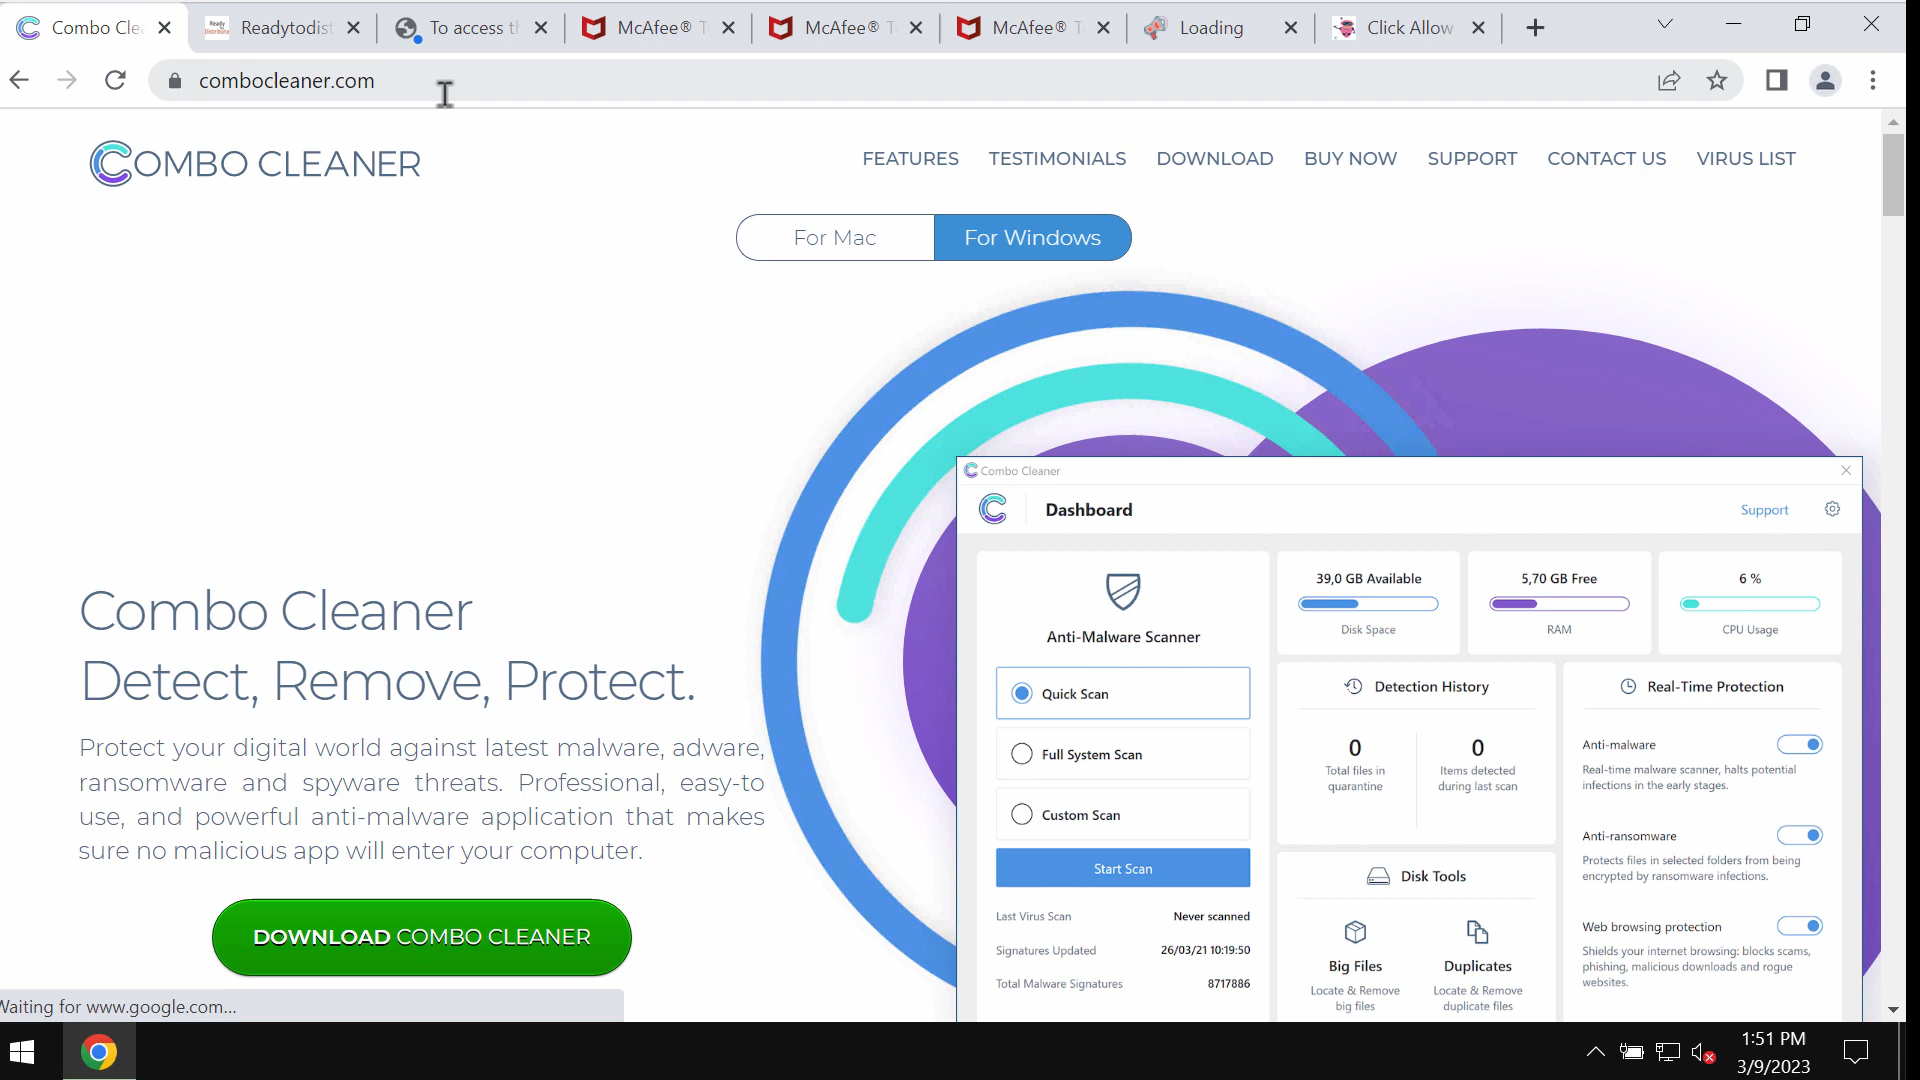 Combo Cle
Readytodist
To access th
McAfee® T
McAfee® T
McAfee® T
Loading
Click Allow
combocleaner.com
COMBO CLEANER
FEATURES
TESTIMONIALS
DOWNLOAD
BUY NOW
SUPPORT
CONTACT US
VIRUS LIST
For Mac
For Windows
Combo Cleaner
Dashboard
Support
Anti-Malware Scanner
Quick Scan
Full System Scan
Custom Scan
Start Scan
Last Virus Scan Never scanned
Signatures Updated 26/03/21 10:19:50
Total Malware Signatures 8717886
39,0 GB Available
Disk Space
5,70 GB Free
RAM
6 %
CPU Usage
Detection History
0
Total files in
quarantine
0
Items detected
during last scan
Disk Tools
Big Files
Locate & Remove
big files
Duplicates
Locate & Remove
duplicate files
Real-Time Protection
Anti-malware
Real-time malware scanner, halts potential
infections in the early stages.
Anti-ransomware
Protects files in selected folders from being
encrypted by ransomware infections.
Web browsing protection
Shields your internet browsing: blocks scams,
phishing, malicious downloads and rogue
websites.
Combo Cleaner
Detect, Remove, Protect.
Protect your digital world against latest malware, adware,
ransomware and spyware threats. Professional, easy-to
use, and powerful anti-malware application that makes
sure no malicious app will enter your computer.
DOWNLOAD COMBO CLEANER
Waiting for www.google.com...
1:51 PM
3/9/2023